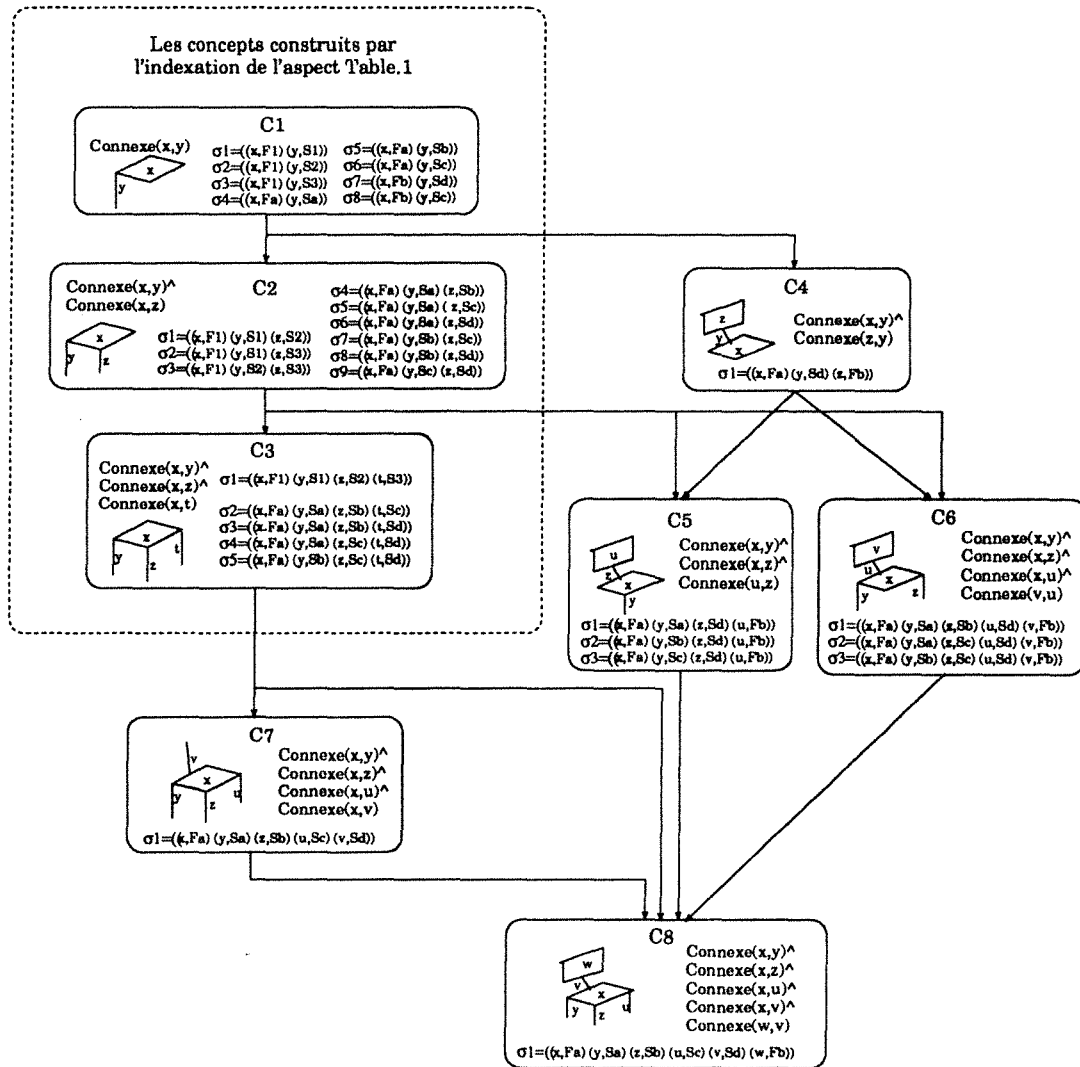 Les concepts construits par
l'indexation de l'aspect Table.1
C1
Connexe(x,y)
x
y
σ1=((x,F1) (y,S1))
σ2=((x,F1) (y,S2))
σ3=((x,F1) (y,S3))
σ4=((x,Fa) (y,Sa))
σ5=((x,Fa) (y,Sb))
σ6=((x,Fa) (y,Sc))
σ7=((x,Fb) (y,Sd))
σ8=((x,Fb) (y,Sc))
C2
Connexe(x,y)^
Connexe(x,z)
x
y
z
σ1=((x,F1) (y,S1) (z,S2))
σ2=((x,F1) (y,S1) (z,S3))
σ3=((x,F1) (y,S2) (z,S3))
σ4=((x,Fa) (y,Sa) (z,Sb))
σ5=((x,Fa) (y,Sa) ( z,Sc))
σ6=((x,Fa) (y,Sa) (z,Sd))
σ7=((x,Fa) (y,Sb) (z,Sc))
σ8=((x,Fa) (y,Sb) (z,Sd))
σ9=((x,Fa) (y,Sc) (z,Sd))
C4
z
y
x
Connexe(x,y)^
Connexe(z,y)
σ1=((x,Fa) (y,Sd) (z,Fb))
C3
Connexe(x,y)^
Connexe(x,z)^
Connexe(x,t)
x
y
z
t
σ1=((x,F1) (y,S1) (z,S2) (t,S3))
σ2=((x,Fa) (y,Sa) (z,Sb) (t,Sc))
σ3=((x,Fa) (y,Sa) (z,Sb) (t,Sd))
σ4=((x,Fa) (y,Sa) (z,Sc) (t,Sd))
σ5=((x,Fa) (y,Sb) (z,Sc) (t,Sd))
C5
u
z
x
y
Connexe(x,y)^
Connexe(x,z)^
Connexe(u,z)
σ1=((x,Fa) (y,Sa) (z,Sd) (u,Fb))
σ2=((x,Fa) (y,Sb) (z,Sd) (u,Fb))
σ3=((x,Fa) (y,Sc) (z,Sd) (u,Fb))
C6
v
u
x
y
z
Connexe(x,y)^
Connexe(x,z)^
Connexe(x,u)^
Connexe(v,u)
σ1=((x,Fa) (y,Sa) (z,Sb) (u,Sd) (v,Fb))
σ2=((x,Fa) (y,Sa) (z,Sc) (u,Sd) (v,Fb))
σ3=((x,Fa) (y,Sb) (z,Sc) (u,Sd) (v,Fb))
C7
v
x
y
z
u
Connexe(x,y)^
Connexe(x,z)^
Connexe(x,u)^
Connexe(x,v)
σ1=((x,Fa) (y,Sa) (z,Sb) (u,Sc) (v,Sd))
C8
w
v
x
y
z
u
Connexe(x,y)^
Connexe(x,z)^
Connexe(x,u)^
Connexe(x,v)^
Connexe(w,v)
σ1=((x,Fa) (y,Sa) (z,Sb) (u,Sc) (v,Sd) (w,Fb))